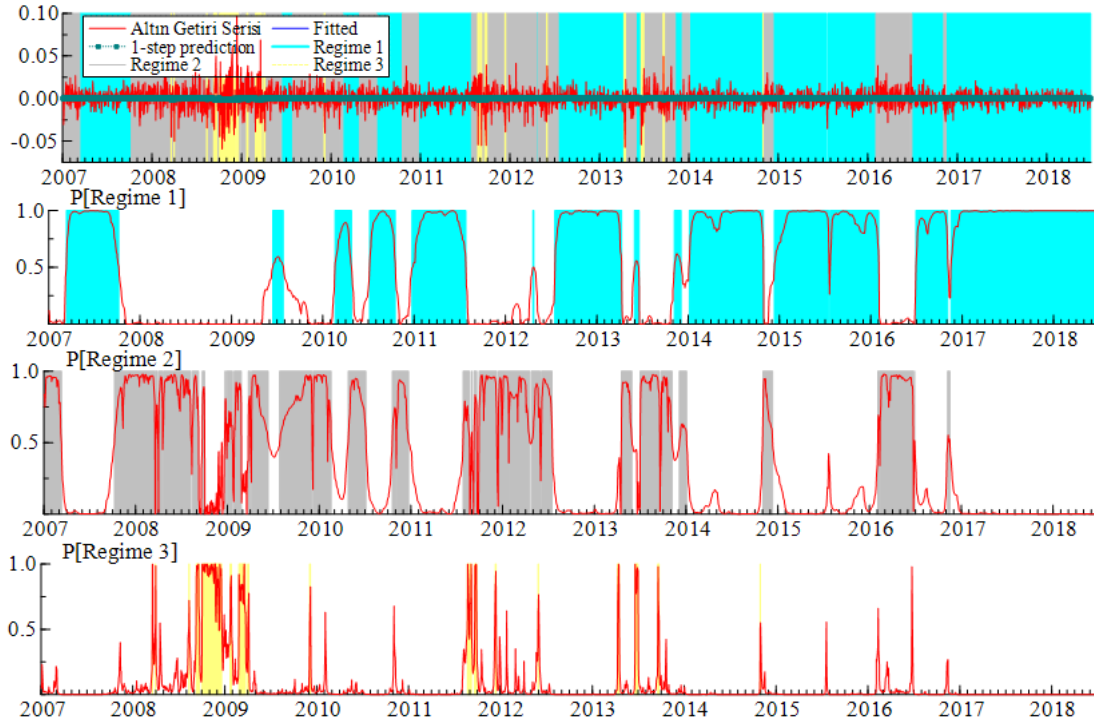 0.10
0.05
0.00
-0.05
Altın Getiri Serisi
Fitted
1-step prediction
Regime 1
Regime 2
Regime 3
2007 2008 2009 2010 2011 2012 2013 2014 2015 2016 2017 2018
P[Regime 1]
1.0
0.5
2007 2008 2009 2010 2011 2012 2013 2014 2015 2016 2017 2018
P[Regime 2]
1.0
0.5
2007 2008 2009 2010 2011 2012 2013 2014 2015 2016 2017 2018
P[Regime 3]
1.0
0.5
2007 2008 2009 2010 2011 2012 2013 2014 2015 2016 2017 2018